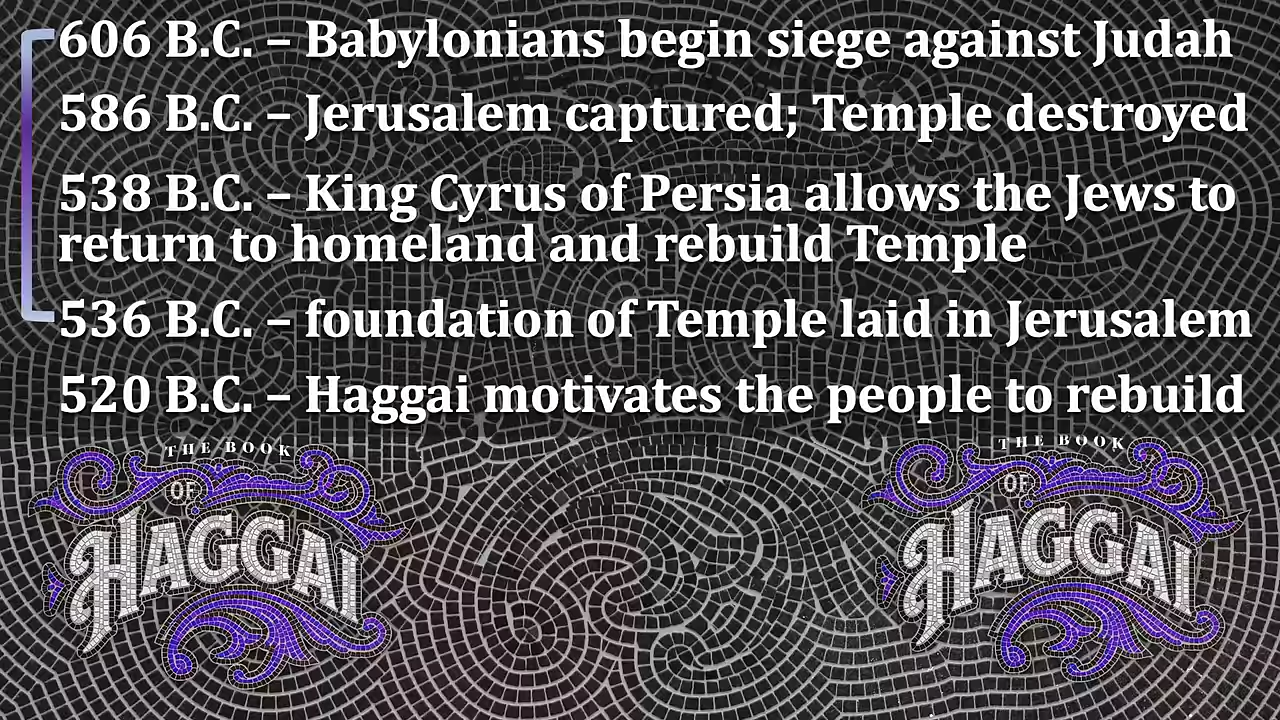 606 B.C. – Babylonians begin siege against Judah
586 B.C. – Jerusalem captured; Temple destroyed
538 B.C. – King Cyrus of Persia allows the Jews to
return to homeland and rebuild Temple
536 B.C. – foundation of Temple laid in Jerusalem
520 B.C. – Haggai motivates the people to rebuild
THE BOOK
OF
HAGGAI
THE BOOK
OF
HAGGAI